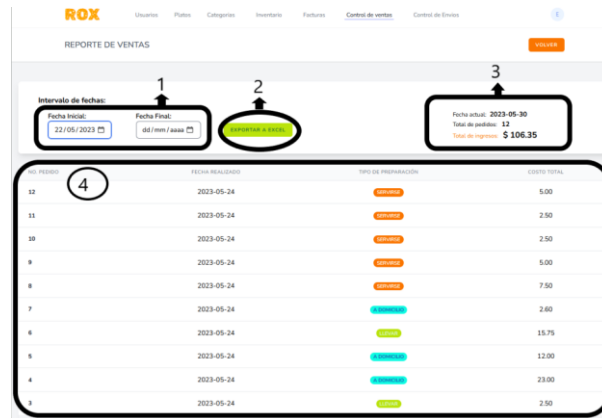 ROX Usuarios Platos Categorías Inventario Facturas Control de ventas Control de Envíos
REPORTE DE VENTAS VOLVER
1 2 3
Intervalo de fechas:
Fecha Inicial: Fecha Final:
22/05/2023 dd/mm/aaaa EXPORTAR A EXCEL
Fecha actual: 2023-05-30
Total de pedidos: 12
Total de ingresos: $ 106.35
4
NO. PEDIDO FECHA REALIZADO TIPO DE PREPARACIÓN COSTO TOTAL
12 2023-05-24 SERVIRSE 5.00
11 2023-05-24 SERVIRSE 2.50
10 2023-05-24 SERVIRSE 2.50
9 2023-05-24 SERVIRSE 5.00
8 2023-05-24 SERVIRSE 7.50
7 2023-05-24 A DOMICILIO 2.60
6 2023-05-24 LLEVAR 15.75
5 2023-05-24 A DOMICILIO 12.00
4 2023-05-24 A DOMICILIO 23.00
3 2023-05-24 LLEVAR 2.50